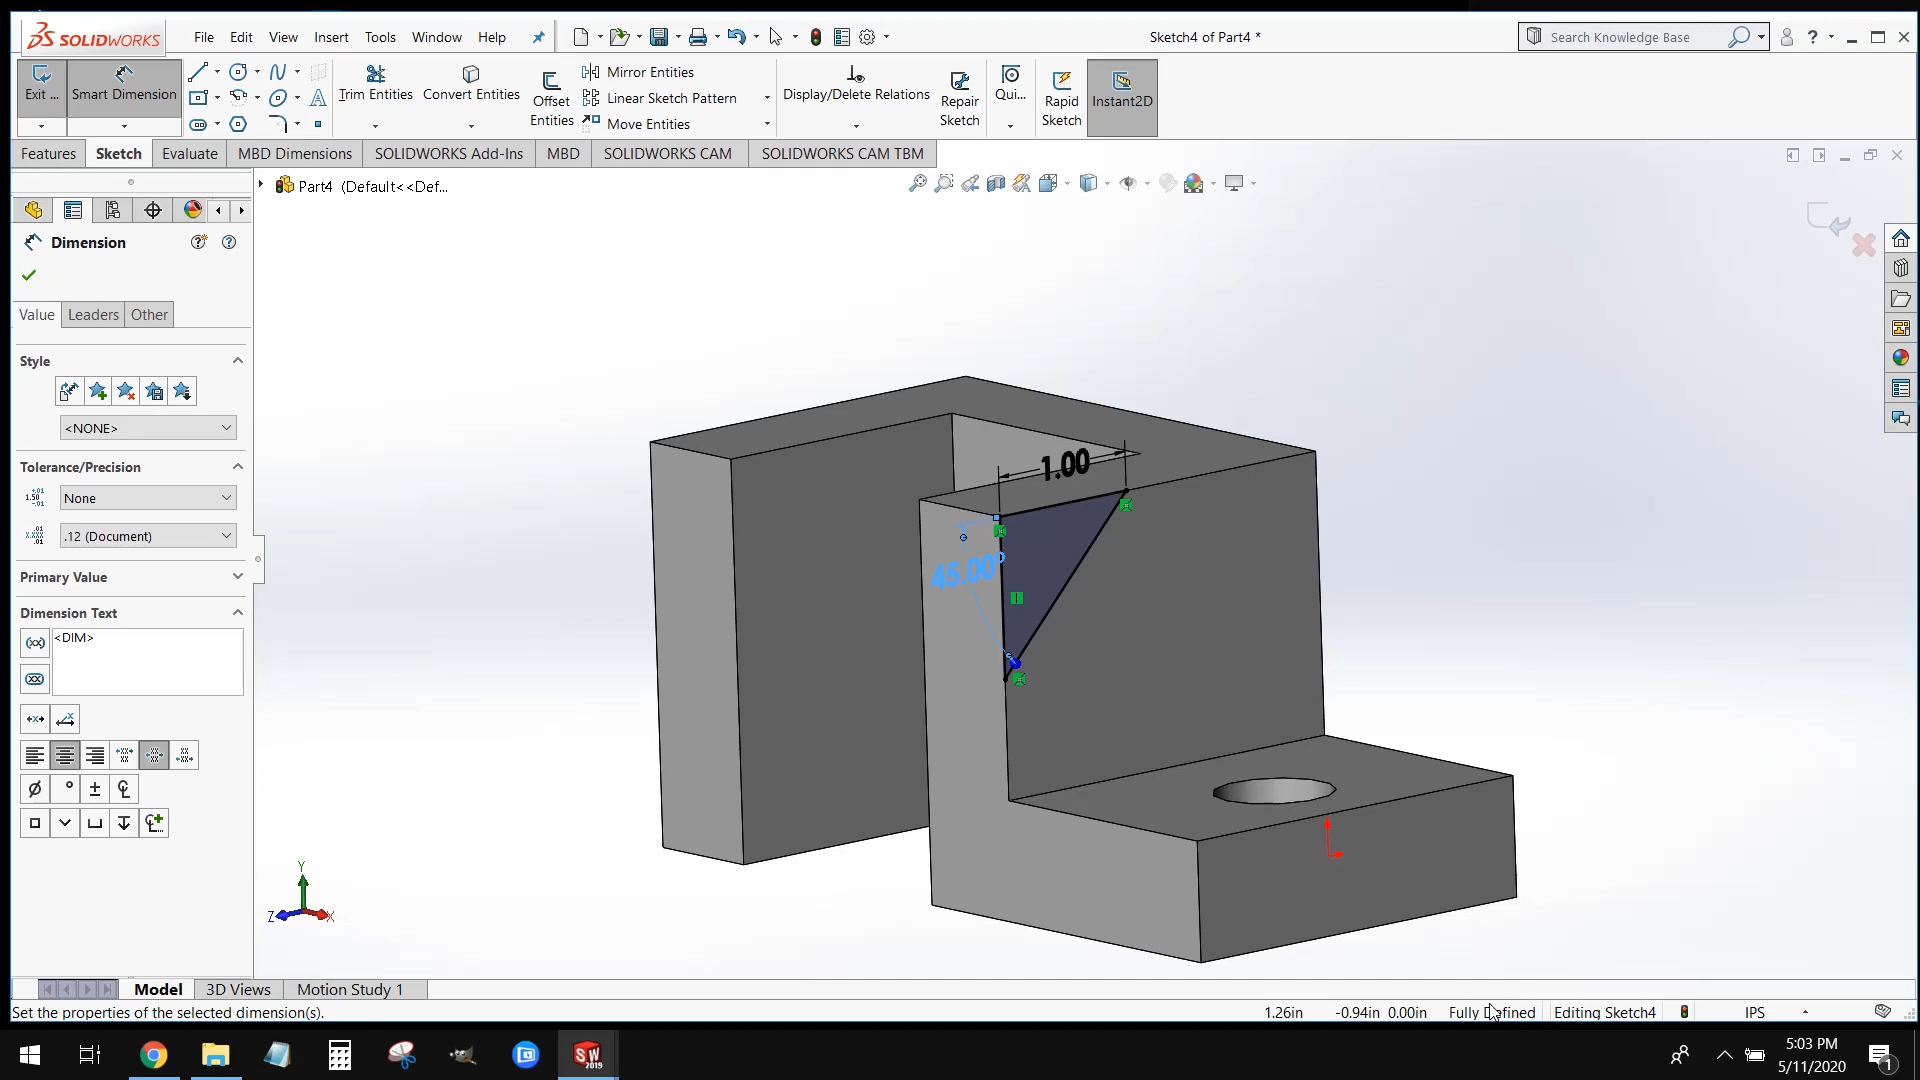 SOLIDWORKS File Edit View Insert Tools Window Help Sketch4 of Part4 * Search Knowledge Base ?
Exit ... Smart Dimension Trim Entities Convert Entities Offset Entities Mirror Entities Display/Delete Relations Repair Sketch Qui... Rapid Sketch Instant2D
Linear Sketch Pattern
Move Entities
Features Sketch Evaluate MBD Dimensions SOLIDWORKS Add-Ins MBD SOLIDWORKS CAM SOLIDWORKS CAM TBM
Part4 (Default<<Def...
Dimension
Value Leaders Other
Style
<NONE>
Tolerance/Precision
None
.12 (Document)
Primary Value
Dimension Text
<DIM>
1.00
45.00°
Y
Z X
Model 3D Views Motion Study 1
Set the properties of the selected dimension(s). 1.26in -0.94in 0.00in Fully Defined Editing Sketch4 IPS
SW 2019
5:03 PM
5/11/2020
1